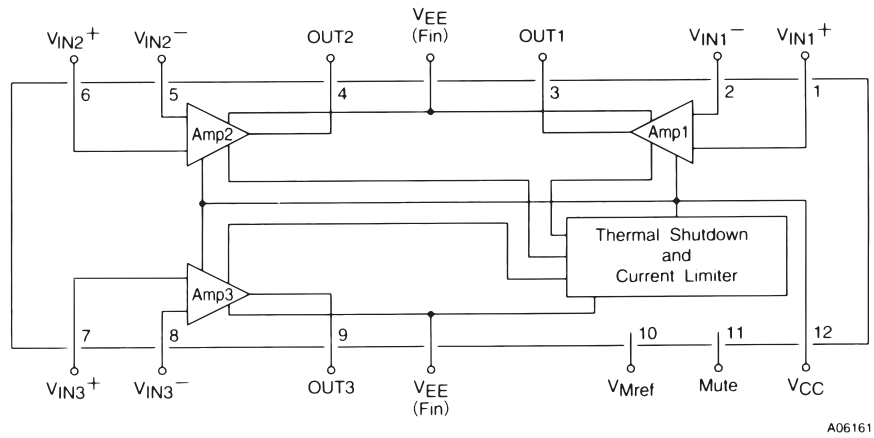 VIN2+
VIN2−
OUT2
VEE
(Fin)
OUT1
VIN1−
VIN1+
6
5
4
3
2
1
Amp2
Amp1
Thermal Shutdown
and
Current Limiter
Amp3
7
8
9
10
11
12
VIN3+
VIN3−
OUT3
VEE
(Fin)
VMref
Mute
VCC
A06161